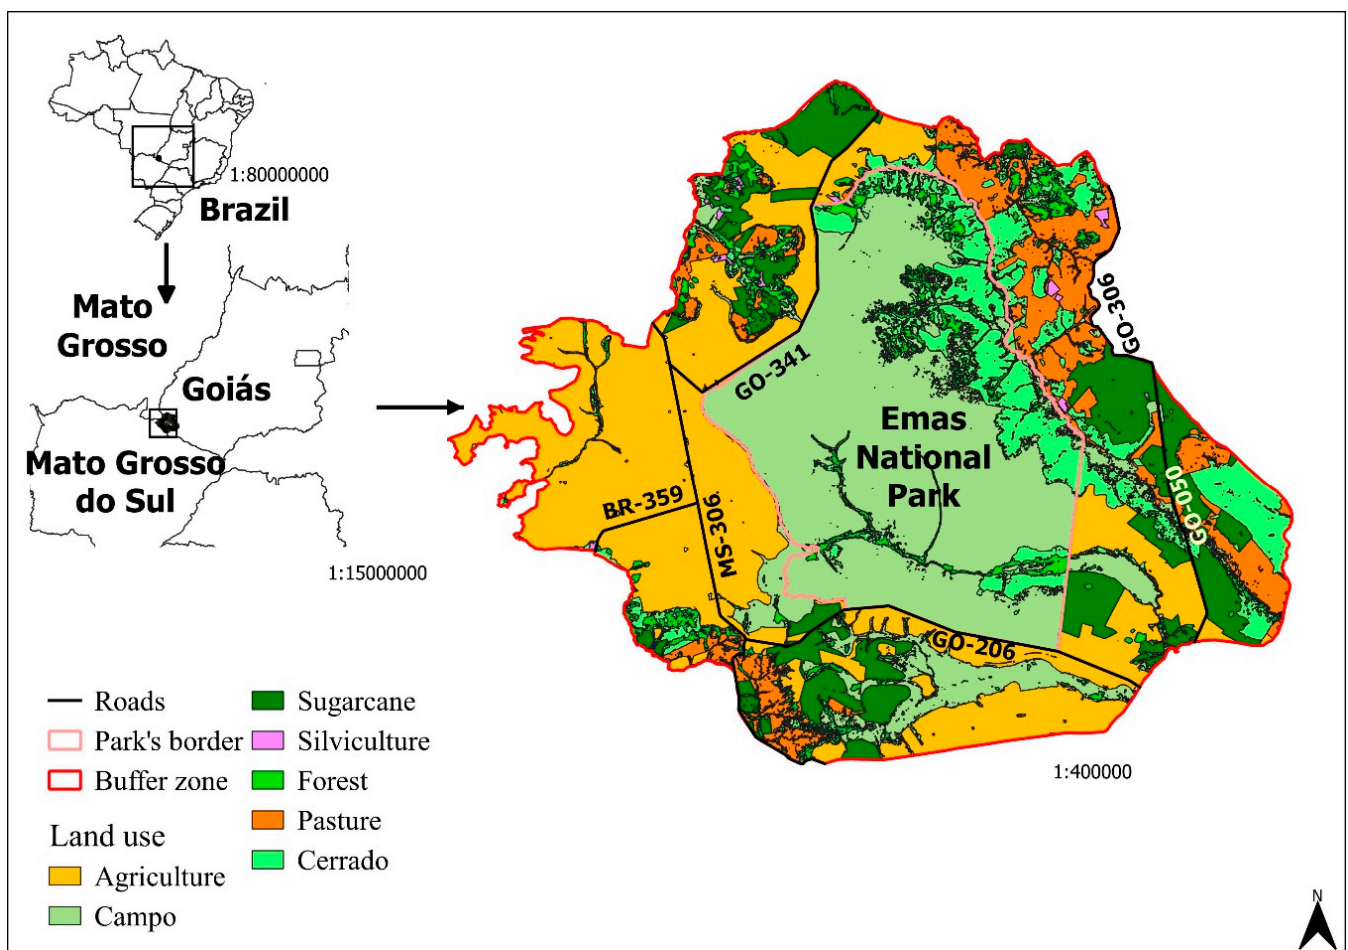 1:80000000
Brazil
Mato
Grosso
Goiás
Mato Grosso
do Sul
1:15000000
GO-306
GO-341
Emas
National
Park
GO-050
BR-359
MS-306
GO-206
1:400000
Roads
Park's border
Buffer zone
Land use
Agriculture
Campo
Sugarcane
Silviculture
Forest
Pasture
Cerrado
N